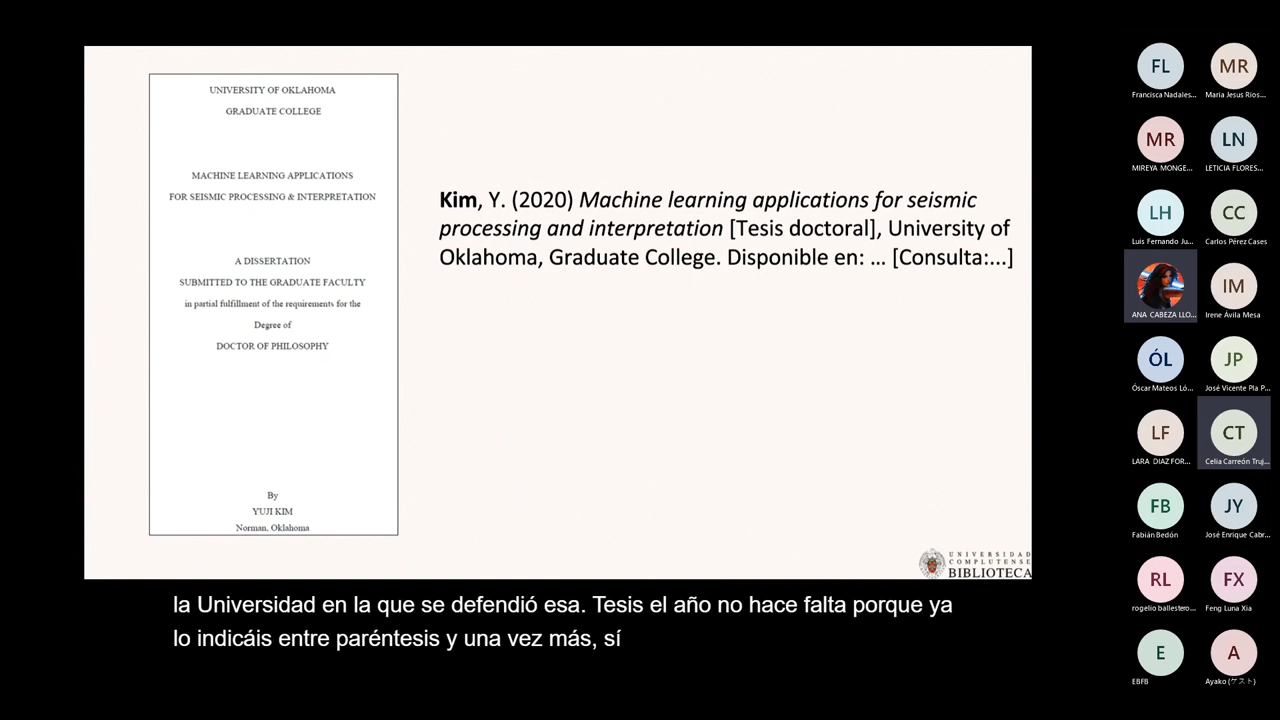 UNIVERSITY OF OKLAHOMA
GRADUATE COLLEGE
MACHINE LEARNING APPLICATIONS
FOR SEISMIC PROCESSING & INTERPRETATION
A DISSERTATION
SUBMITTED TO THE GRADUATE FACULTY
in partial fulfillment of the requirements for the
Degree of
DOCTOR OF PHILOSOPHY
By
YUJI KIM
Norman, Oklahoma
Kim, Y. (2020) Machine learning applications for seismic
processing and interpretation [Tesis doctoral], University of
Oklahoma, Graduate College. Disponible en: ... [Consulta:...]
UNIVERSIDAD
COMPLUTENSE
BIBLIOTECA
la Universidad en la que se defendió esa. Tesis el año no hace falta porque ya
lo indicáis entre paréntesis y una vez más, sí
FL
MR
Francisca Nadales...
Maria Jesus Ríos...
MR
LN
MIREYA MONGE...
LETICIA FLORES...
LH
CC
Luis Fernando Ju...
Carlos Pérez Cases
IM
ANA CABEZA LLO...
Irene Ávila Mesa
ÓL
JP
Óscar Mateos Ló...
José Vicente Pla P...
LF
CT
LARA DIAZ FOR...
Celia Carreón Truj...
FB
JY
Fabián Bedón
José Enrique Cabr...
RL
FX
rogelio ballestero...
Feng Luna Xia
E
A
EBFB
Ayako (ゲスト)